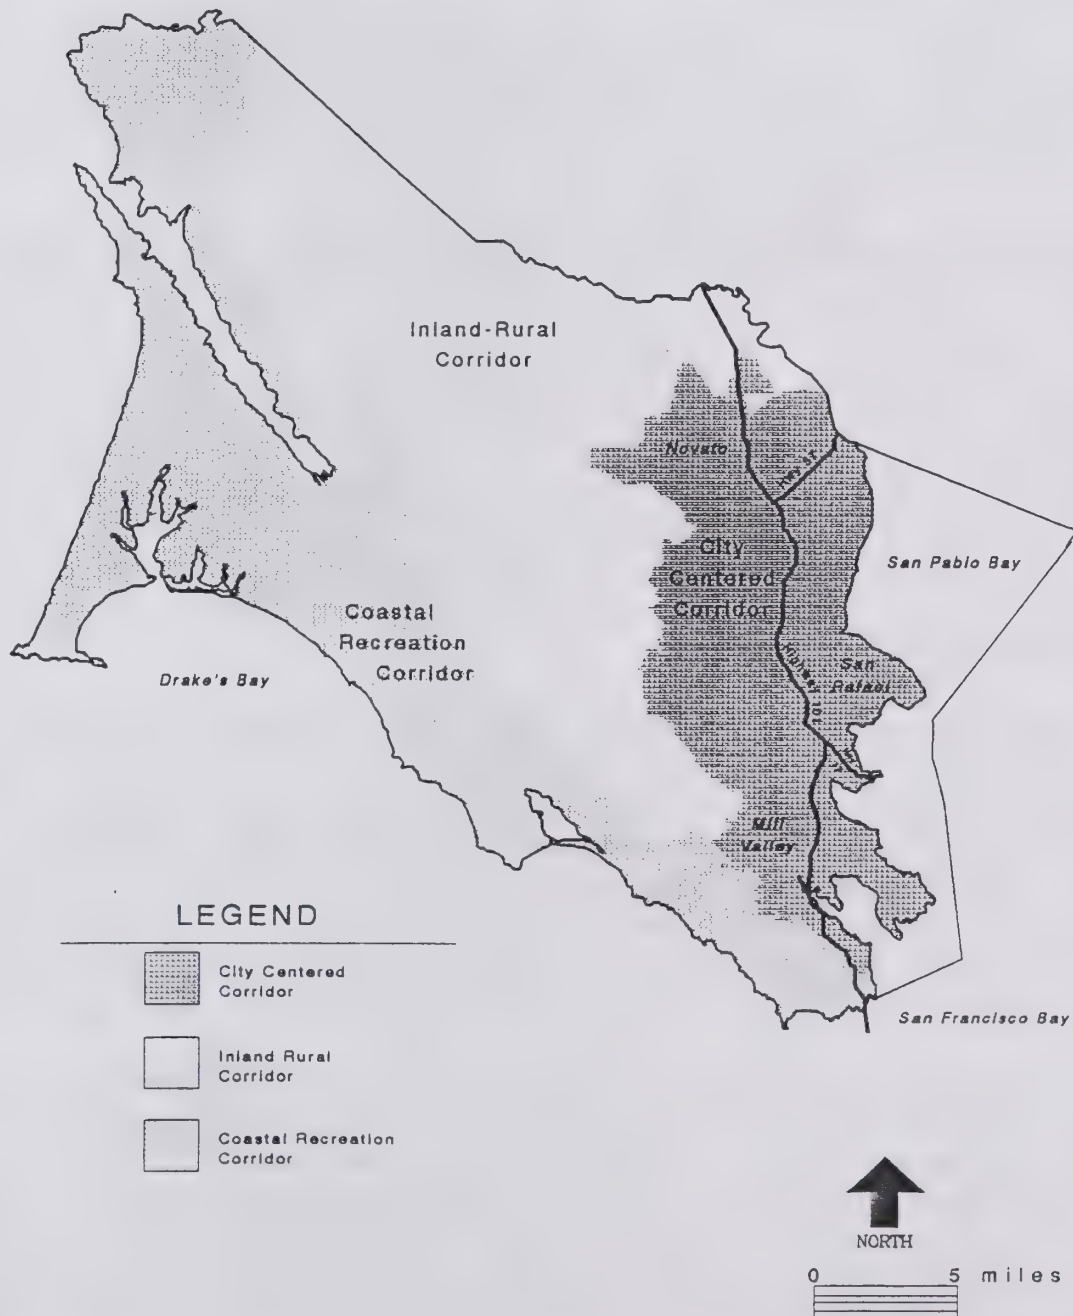 Inland-Rural
Corridor
Novato
Hwy 37
City
Centered
Corridor
San Pablo Bay
Coastal
Recreation
Corridor
Drake's Bay
Highway 101
San
Rafael
Mill
Valley
LEGEND
City Centered
Corridor
Inland Rural
Corridor
Coastal Recreation
Corridor
San Francisco Bay
NORTH
0 5 miles